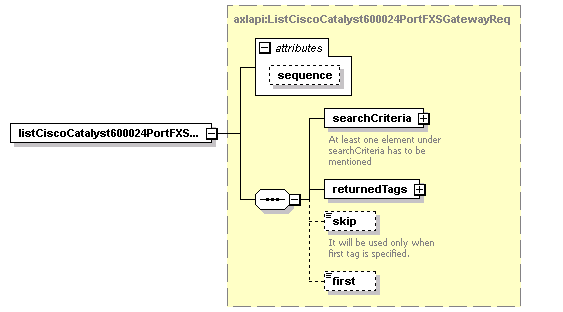 axlapi:ListCiscoCatalyst600024PortFXSGatewayReq
attributes
sequence
listCiscoCatalyst600024PortFXS...
searchCriteria
At least one element under
searchCriteria has to be
mentioned
returnedTags
skip
It will be used only when
first tag is specified.
first